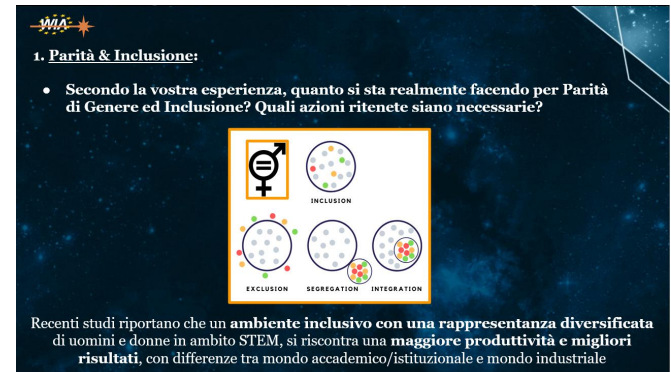 WIA
1. Parità & Inclusione:
● Secondo la vostra esperienza, quanto si sta realmente facendo per Parità
di Genere ed Inclusione? Quali azioni ritenete siano necessarie?
INCLUSION
EXCLUSION SEGREGATION INTEGRATION
Recenti studi riportano che un ambiente inclusivo con una rappresentanza diversificata
di uomini e donne in ambito STEM, si riscontra una maggiore produttività e migliori
risultati, con differenze tra mondo accademico/istituzionale e mondo industriale